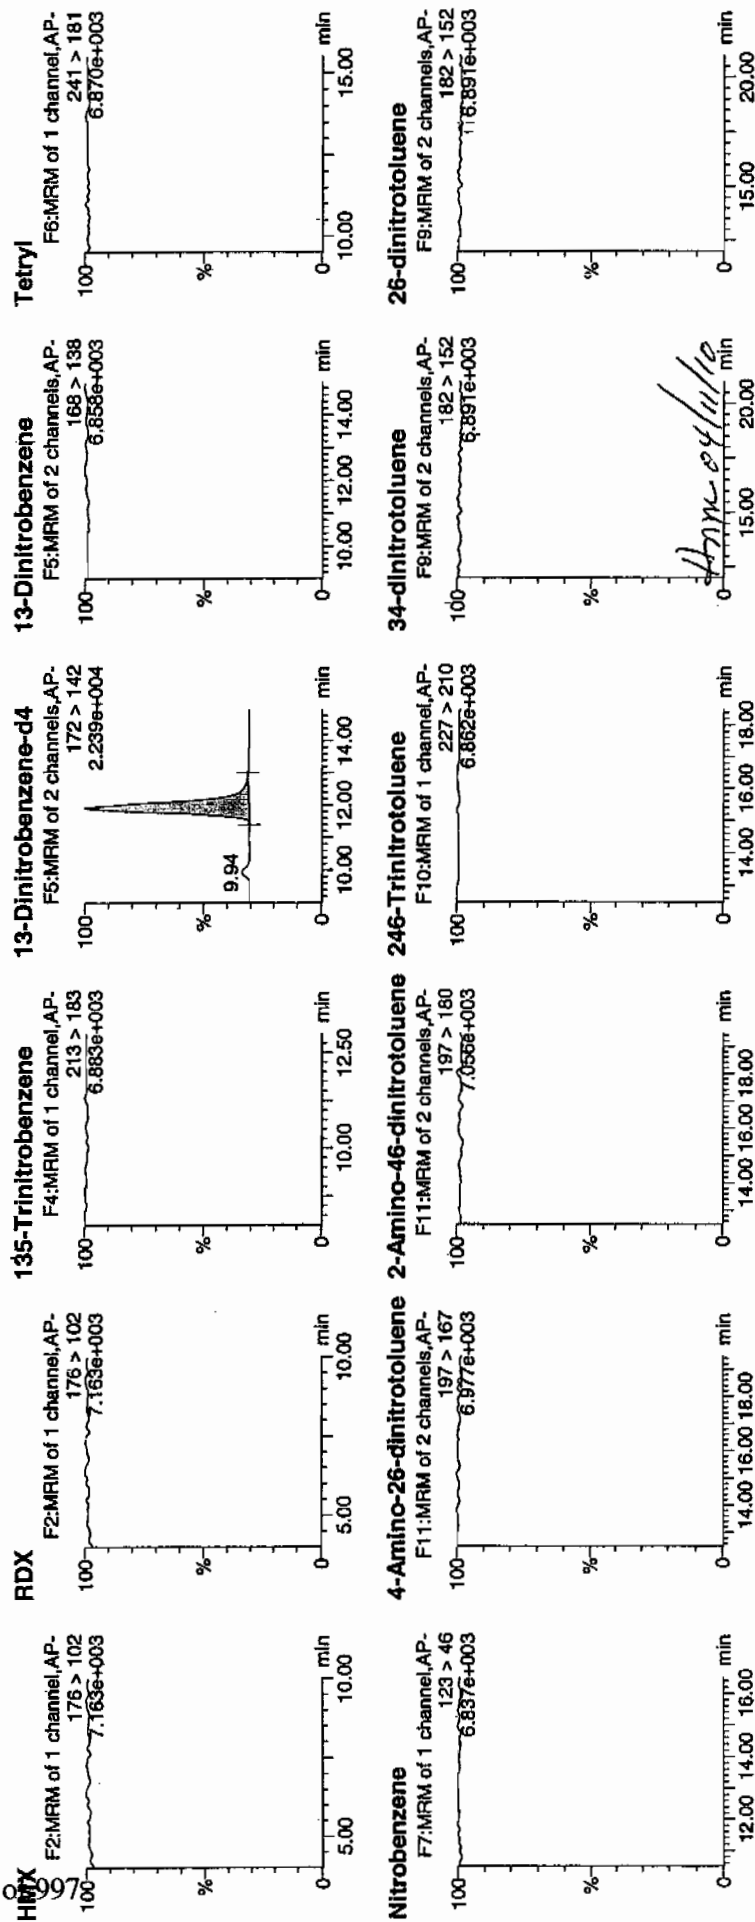 HMX
F2:MRM of 1 channel,AP-
176 > 102
7.163e+003
100
%
0
5.00 10.00 min
RDX
F2:MRM of 1 channel,AP-
176 > 102
7.163e+003
100
%
0
5.00 10.00 min
135-Trinitrobenzene
F4:MRM of 1 channel,AP-
213 > 183
6.883e+003
100
%
0
10.00 12.50 min
13-Dinitrobenzene-d4
F5:MRM of 2 channels,AP-
172 > 142
2.239e+004
100
%
9.94
0
10.00 12.00 14.00 min
13-Dinitrobenzene
F5:MRM of 2 channels,AP-
168 > 138
6.858e+003
100
%
0
10.00 12.00 14.00 min
Tetryl
F6:MRM of 1 channel,AP-
241 > 181
6.870e+003
100
%
0
10.00 15.00 min
Nitrobenzene
F7:MRM of 1 channel,AP-
123 > 46
6.837e+003
100
%
0
12.00 14.00 16.00 min
4-Amino-26-dinitrotoluene
F11:MRM of 2 channels,AP-
197 > 167
6.977e+003
100
%
0
14.00 16.00 18.00 min
2-Amino-46-dinitrotoluene
F11:MRM of 2 channels,AP-
197 > 180
7.056e+003
100
%
0
14.00 16.00 18.00 min
246-Trinitrotoluene
F10:MRM of 1 channel,AP-
227 > 210
6.862e+003
100
%
0
14.00 16.00 18.00 min
34-dinitrotoluene
F9:MRM of 2 channels,AP-
182 > 152
6.891e+003
100
%
0
15.00 20.00 min
04/11/10
26-dinitrotoluene
F9:MRM of 2 channels,AP-
182 > 152
6.891e+003
100
%
0
15.00 20.00 min